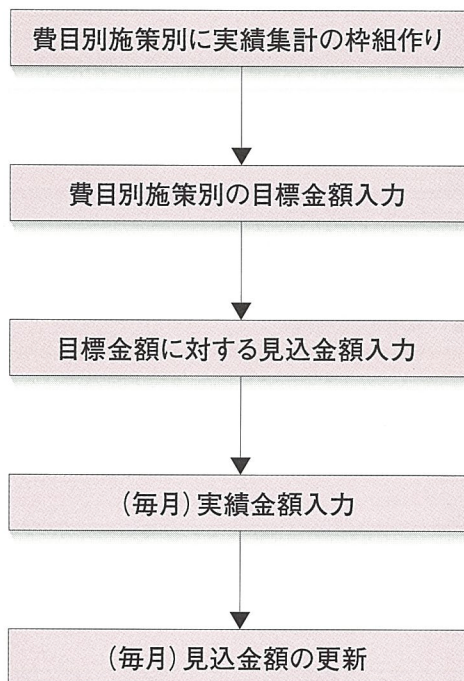 費目別施策別に実績集計の枠組作り
費目別施策別の目標金額入力
目標金額に対する見込金額入力
(毎月)実績金額入力
(毎月)見込金額の更新